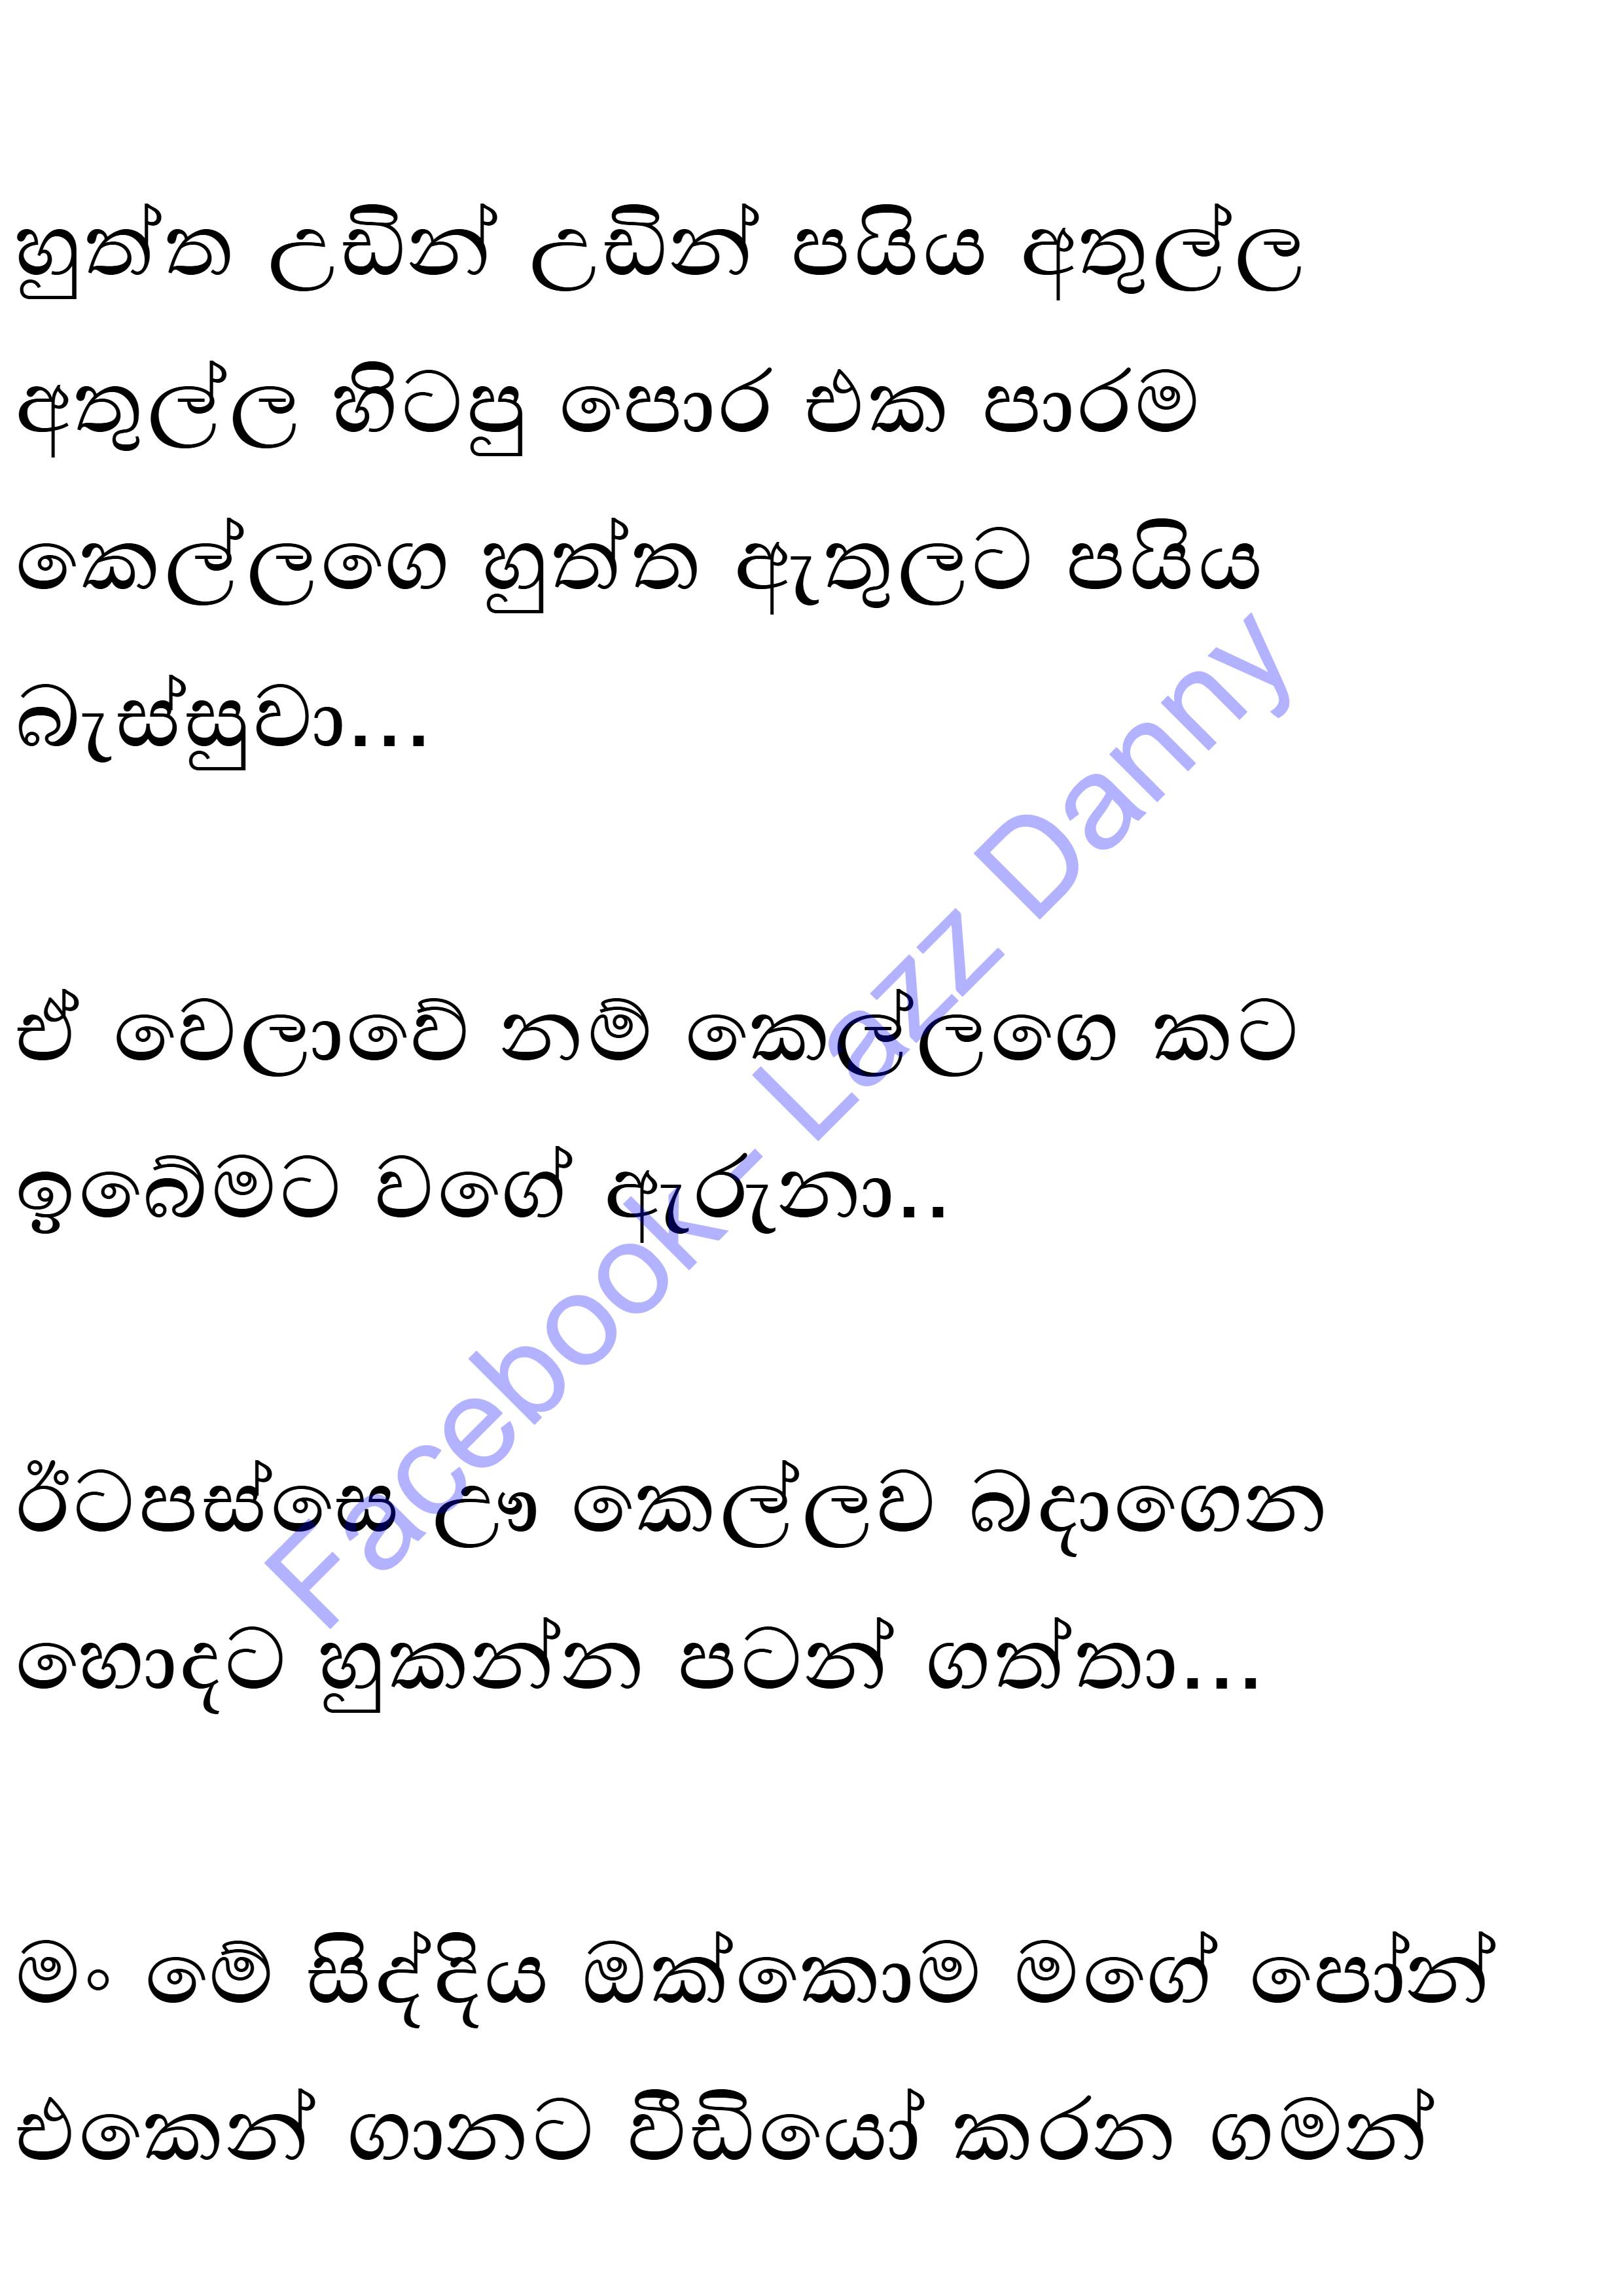 හුත්ත උඩින් උඩින් පයිය අතුල්ල
අතුල්ල හිටපු පොර එක පාරම
කෙල්ලගෙ හුත්ත ඇතුලට පයිය
බැස්සුවා...
ඒ වෙලාවේ නම් කෙල්ලගෙ කට
ඉබේමට වගේ ඇරුනා..
ඊටපස්සෙ ඌ කෙල්ලව බදාගෙන
හොදට හුකන්න පටන් ගත්තා...
මං මේ සිද්දිය ඔක්කොම මගේ පෝන්
එකෙන් ගානට වීඩියෝ කරන ගමන්
Facebook - Lazz Danny